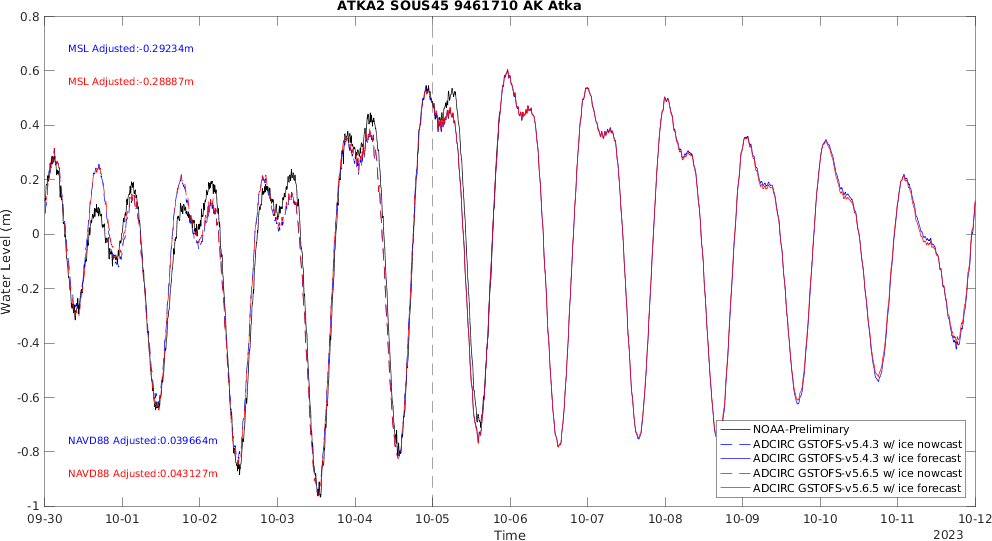 ATKA2 SOUS45 9461710 AK Atka
0.8
0.6
0.4
0.2
0
-0.2
-0.4
-0.6
-0.8
-1
Water Level (m)
MSL Adjusted:-0.29234m
MSL Adjusted:-0.28887m
NAVD88 Adjusted:0.039664m
NAVD88 Adjusted:0.043127m
NOAA-Preliminary
ADCIRC GSTOFS-v5.4.3 w/ ice nowcast
ADCIRC GSTOFS-v5.4.3 w/ ice forecast
ADCIRC GSTOFS-v5.6.5 w/ ice nowcast
ADCIRC GSTOFS-v5.6.5 w/ ice forecast
09-30 10-01 10-02 10-03 10-04 10-05 10-06 10-07 10-08 10-09 10-10 10-11 10-12
Time
2023